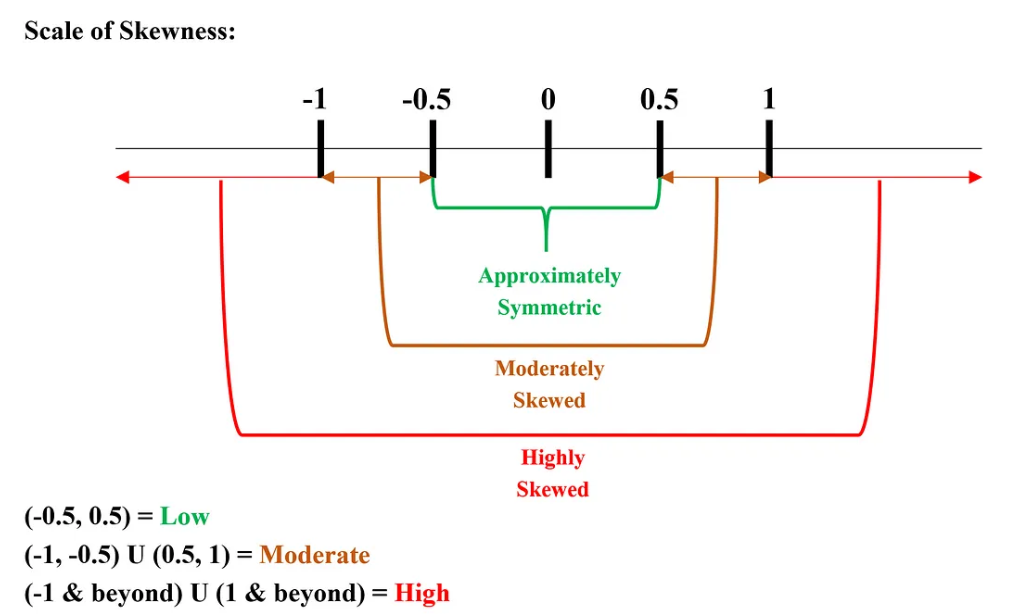 Scale of Skewness:
-1 -0.5 0 0.5 1
Approximately
Symmetric
Moderately
Skewed
Highly
Skewed
(-0.5, 0.5) = Low
(-1, -0.5) U (0.5, 1) = Moderate
(-1 & beyond) U (1 & beyond) = High